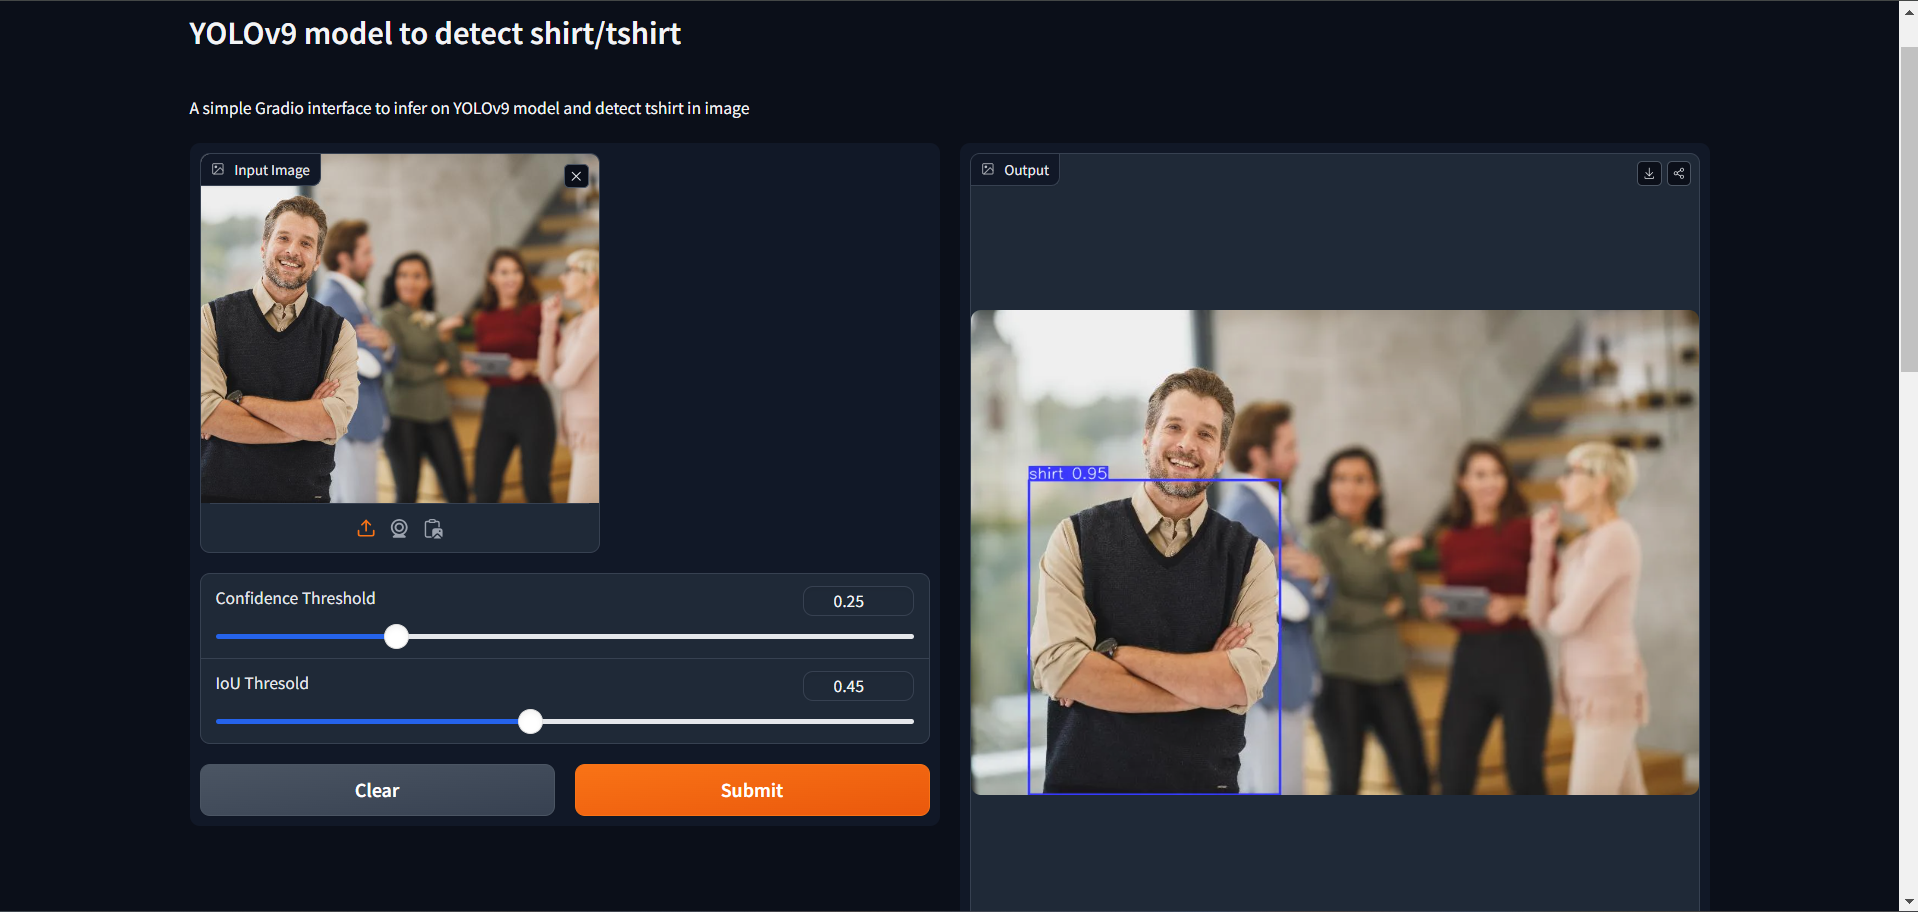 YOLOv9 model to detect shirt/tshirt
A simple Gradio interface to infer on YOLOv9 model and detect tshirt in image
Input Image
Output
shirt 0.95
Confidence Threshold
0.25
IoU Thresold
0.45
Clear
Submit